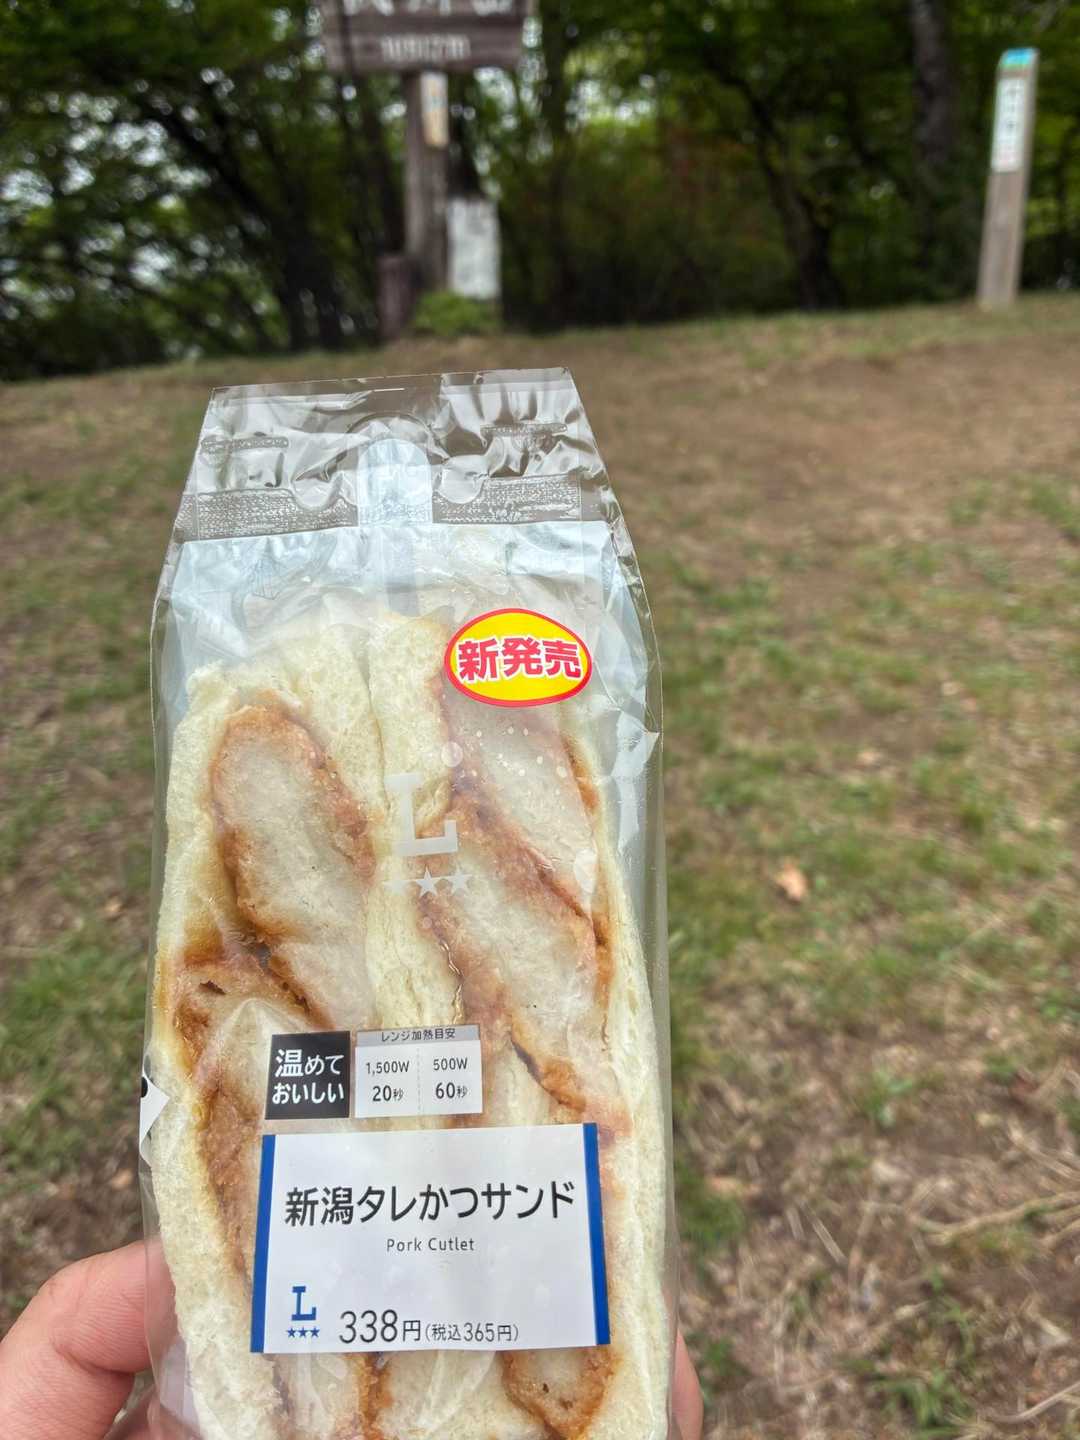 新発売
L
温めて
おいしい
レンジ加熱目安
1,500W
20秒
500W
60秒
新潟タレかつサンド
Pork Cutlet
L
338円(税込365円)